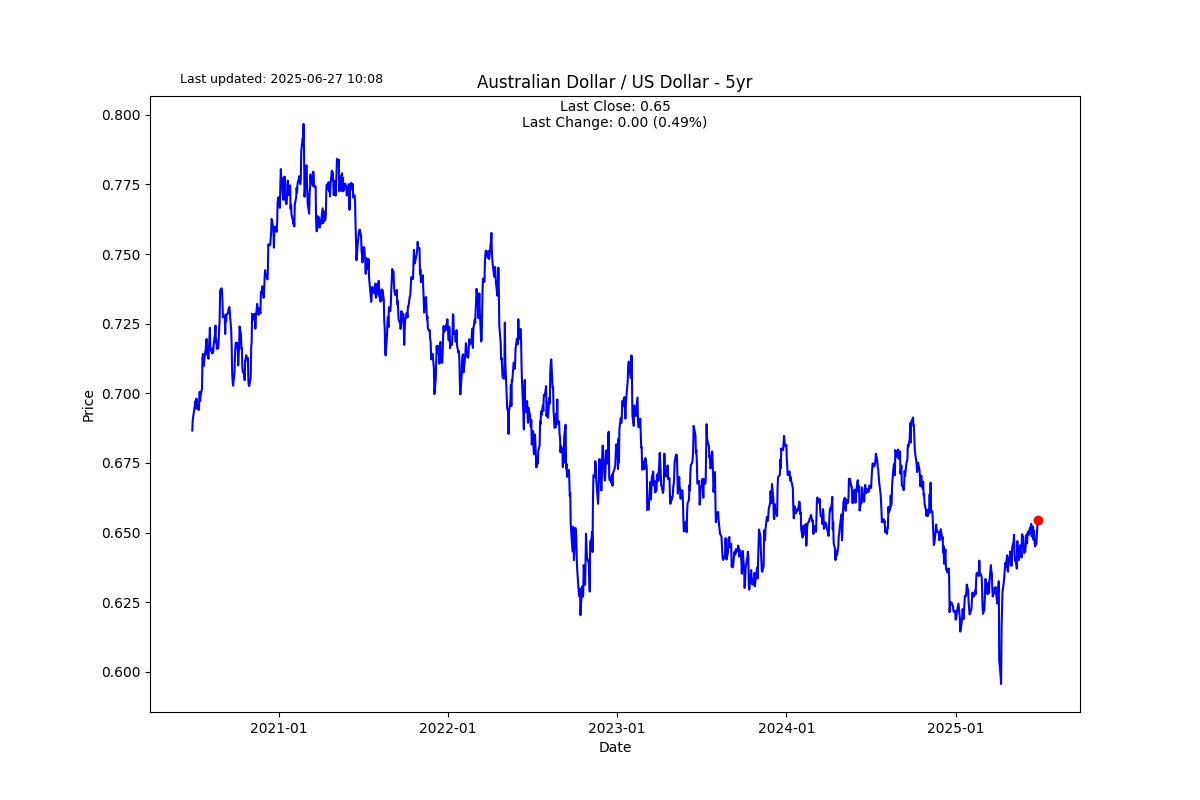 Last updated: 2025-06-27 10:08
Australian Dollar / US Dollar - 5yr
Last Close: 0.65
Last Change: 0.00 (0.49%)
0.800
0.775
0.750
0.725
0.700
0.675
0.650
0.625
0.600
Price
2021-01
2022-01
2023-01
2024-01
2025-01
Date